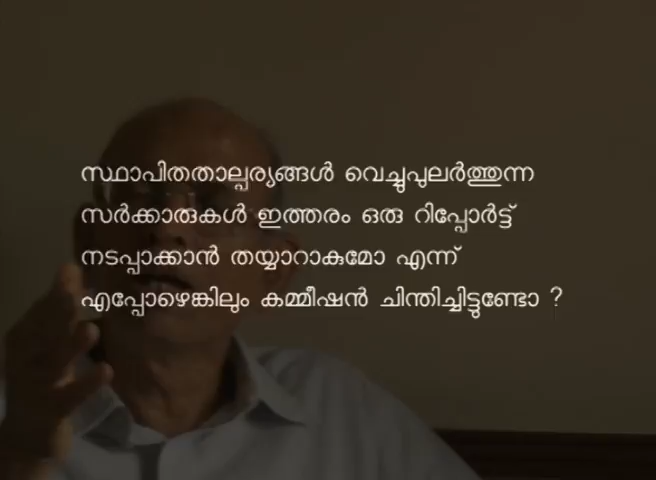 സ്ഥാപിതതാല്പര്യങ്ങൾ വെച്ചുപുലർത്തുന്ന
സർക്കാരുകൾ ഇത്തരം ഒരു റിപ്പോർട്ട്
നടപ്പാക്കാൻ തയ്യാറാകുമോ എന്ന്
എപ്പോഴെങ്കിലും കമ്മീഷൻ ചിന്തിച്ചിട്ടുണ്ടോ ?